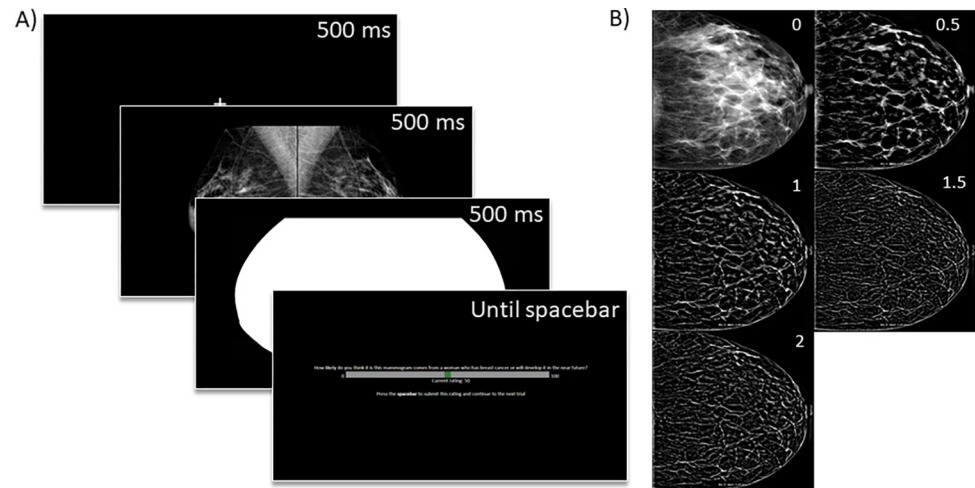 A)
500 ms
500 ms
500 ms
Until spacebar
How likely do you think it is this mammogram comes from a woman who has breast cancer or will develop it in the near future?
0 100
Current rating: 50
Press the spacebar to submit this rating and continue to the next trial
B)
0 0.5
1 1.5
2